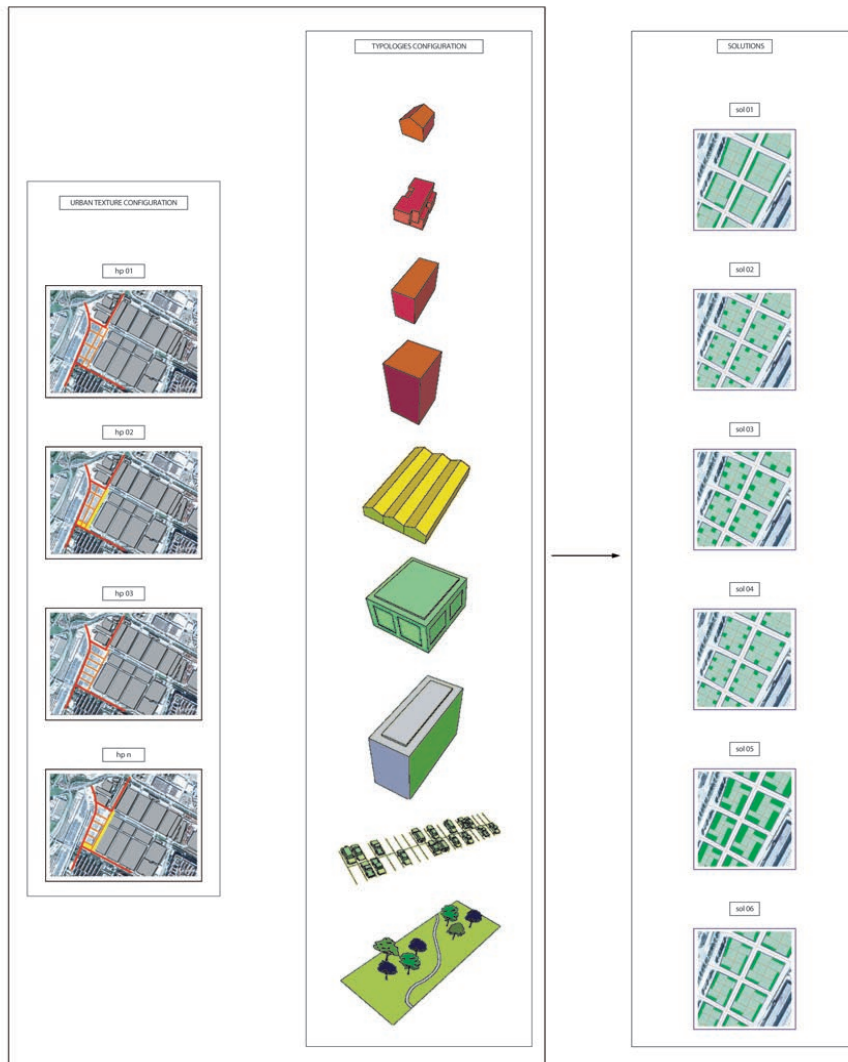 TYPOLOGIES CONFIGURATION
SOLUTIONS
URBAN TEXTURE CONFIGURATION
hp 01
hp 02
hp 03
hp n
sol 01
sol 02
sol 03
sol 04
sol 05
sol 06